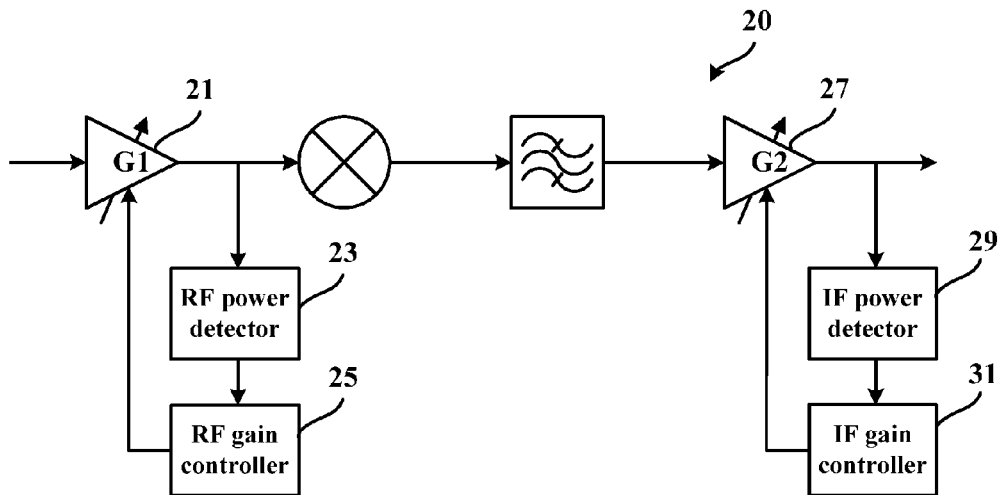 20
21
27
G1
G2
23
29
RF power
detector
IF power
detector
25
31
RF gain
controller
IF gain
controller